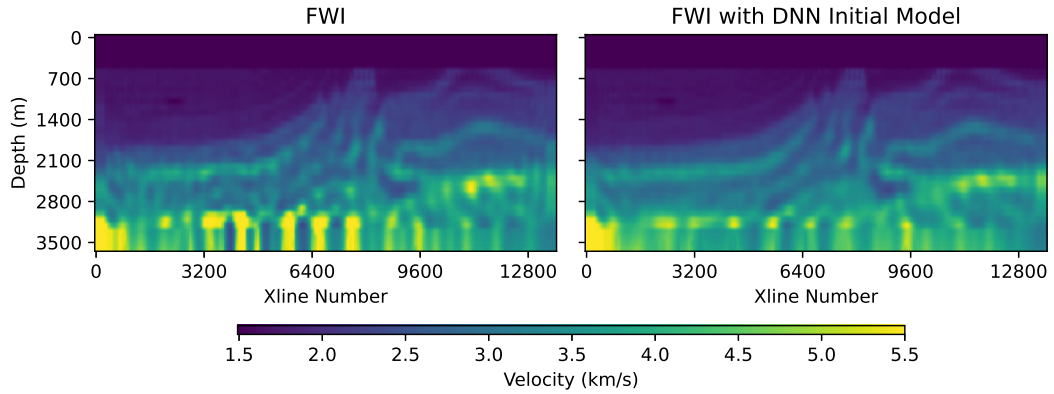 FWI
FWI with DNN Initial Model
0
700
1400
2100
2800
3500
Depth (m)
0 3200 6400 9600 12800
0 3200 6400 9600 12800
Xline Number
Xline Number
1.5 2.0 2.5 3.0 3.5 4.0 4.5 5.0 5.5
Velocity (km/s)